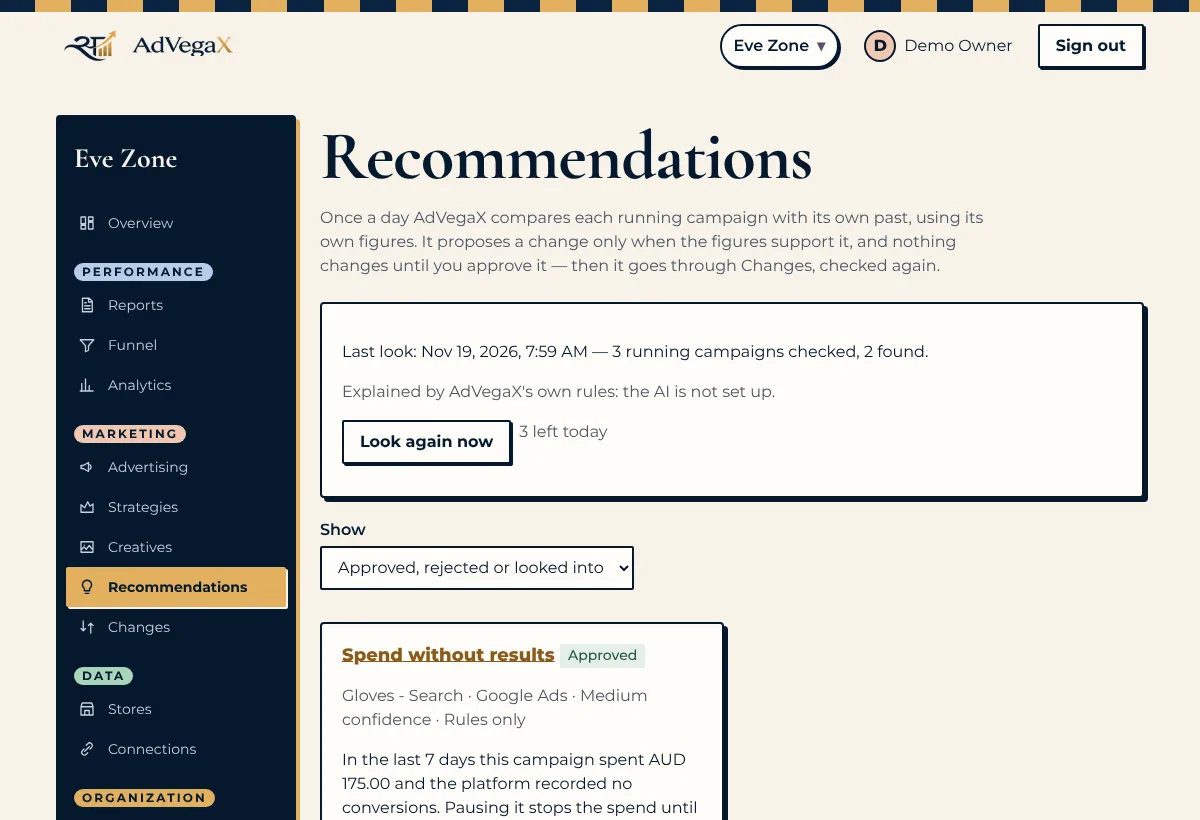 AdVegaX
Eve Zone ▾
D
Demo Owner
Sign out
Eve Zone
Overview
PERFORMANCE
Reports
Funnel
Analytics
MARKETING
Advertising
Strategies
Creatives
Recommendations
Changes
DATA
Stores
Connections
ORGANIZATION
Recommendations
Once a day AdVegaX compares each running campaign with its own past, using its
own figures. It proposes a change only when the figures support it, and nothing
changes until you approve it — then it goes through Changes, checked again.
Last look: Nov 19, 2026, 7:59 AM — 3 running campaigns checked, 2 found.
Explained by AdVegaX's own rules: the AI is not set up.
Look again now
3 left today
Show
Approved, rejected or looked into
Spend without results
Approved
Gloves - Search · Google Ads · Medium
confidence · Rules only
In the last 7 days this campaign spent AUD
175.00 and the platform recorded no
conversions. Pausing it stops the spend until